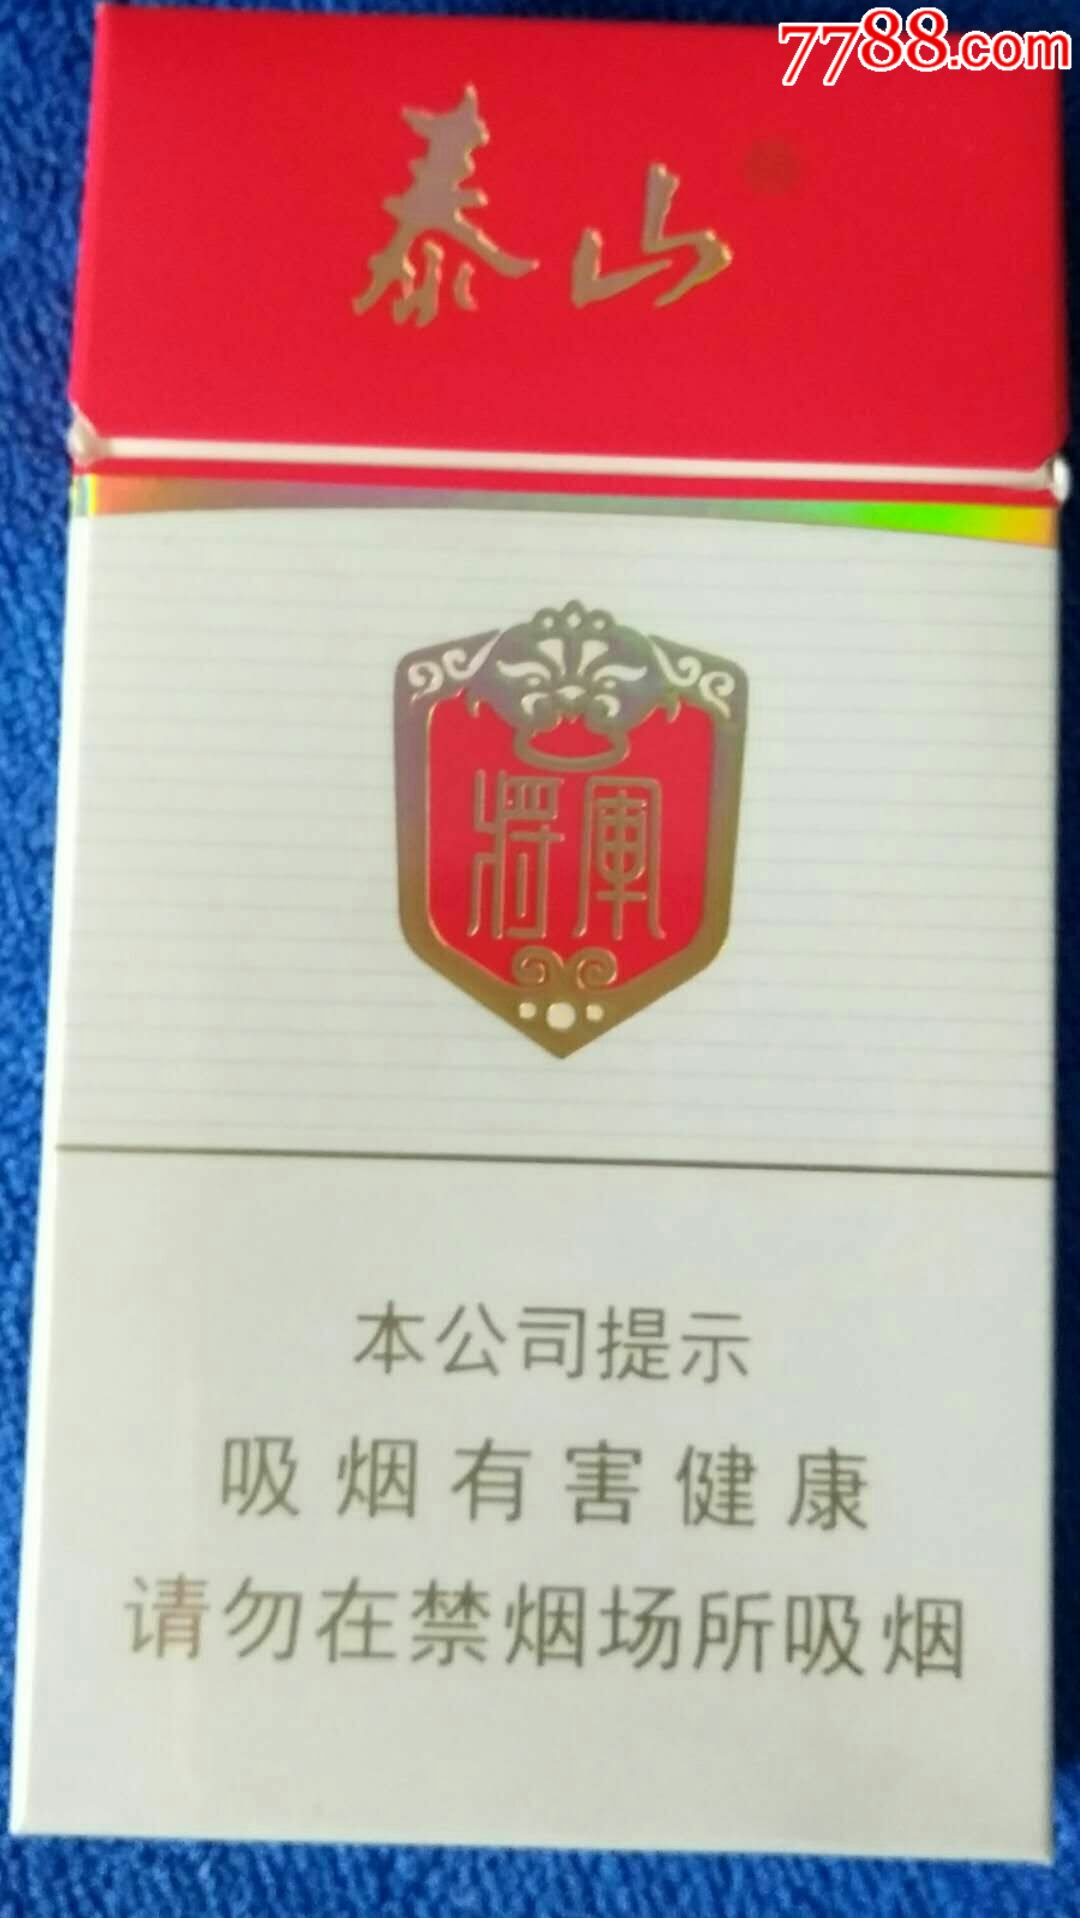 7788.com
泰山
将軍
本公司提示
吸烟有害健康
请勿在禁烟场所吸烟